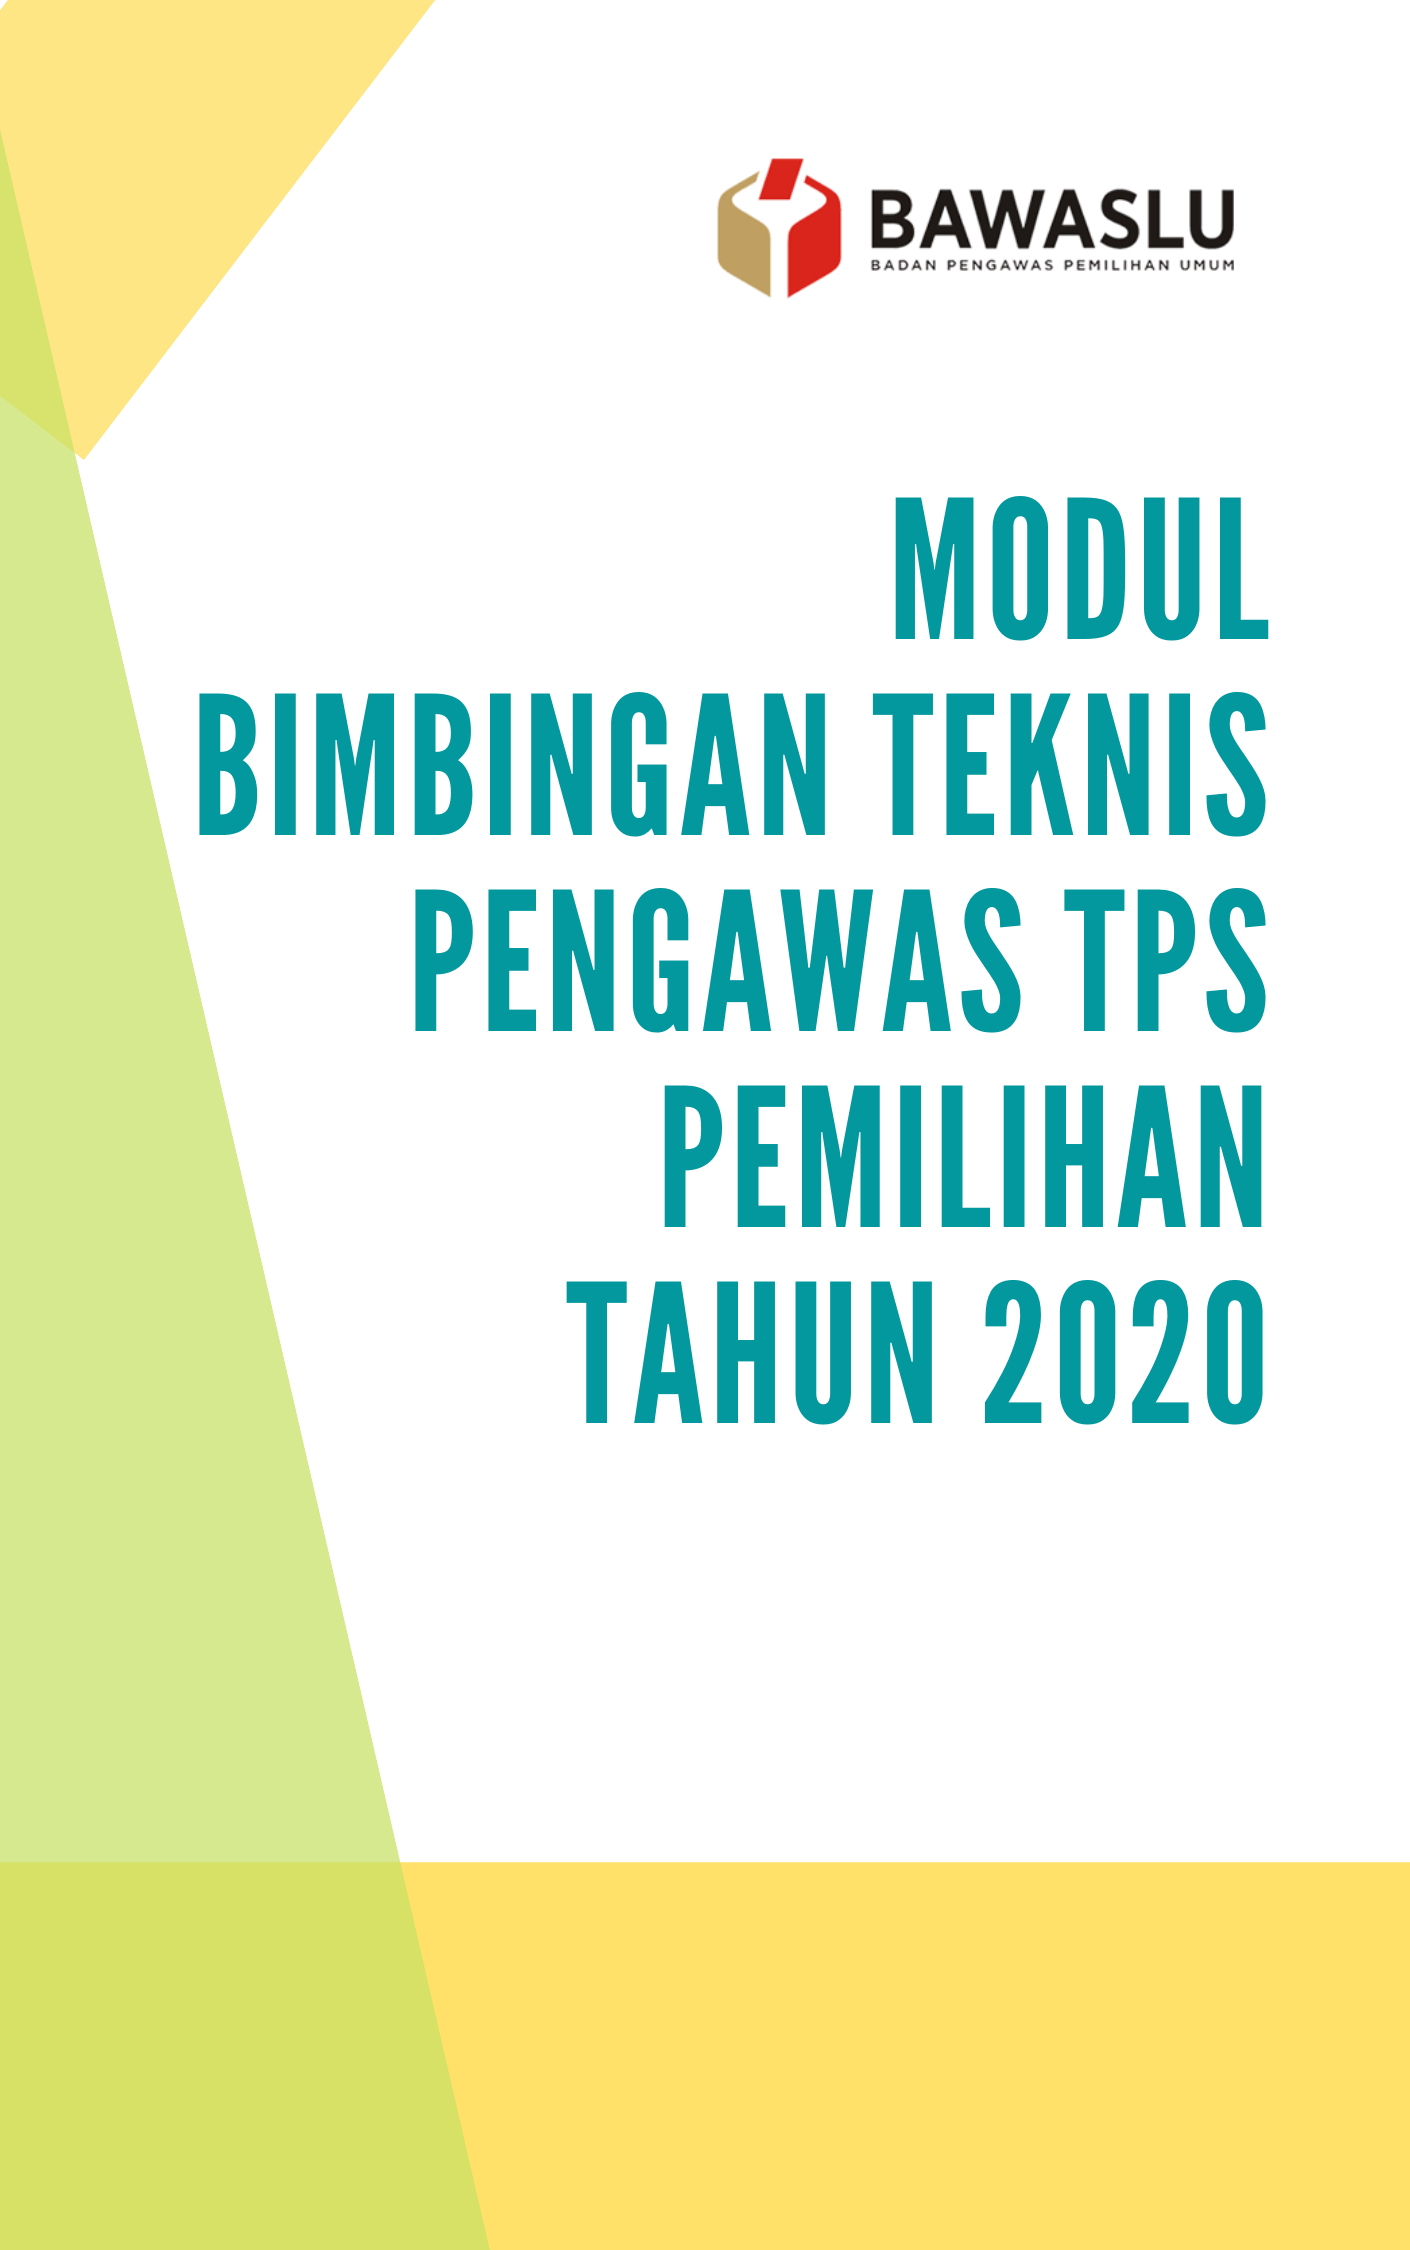 BAWASLU
BADAN PENGAWAS PEMILIHAN UMUM
MODUL
BIMBINGAN TEKNIS
PENGAWAS TPS
PEMILIHAN
TAHUN 2020